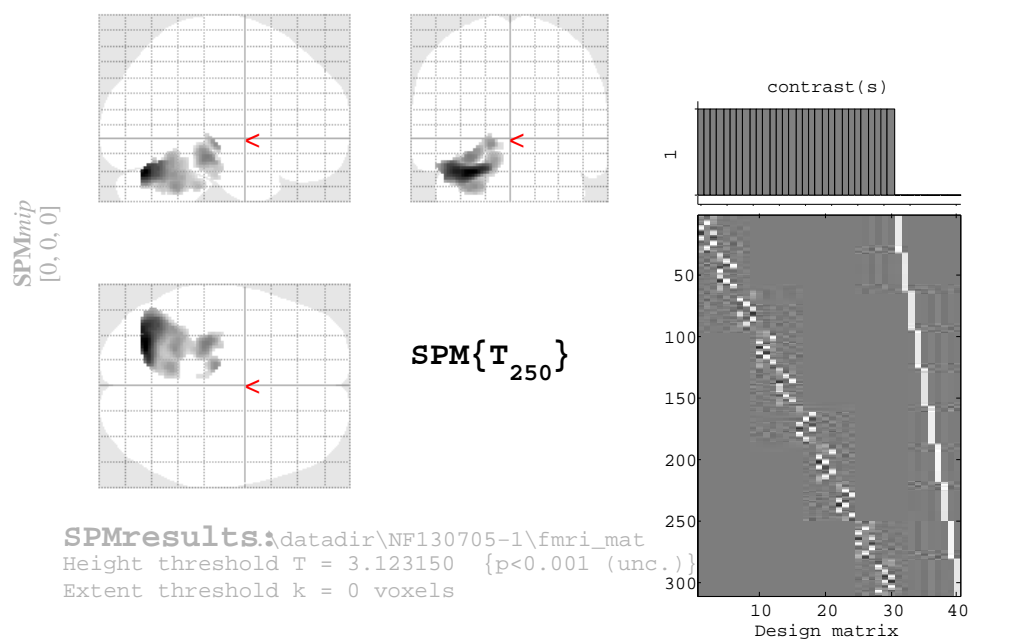 contrast(s)
1
SPMmip
[0, 0, 0]
<
<
<
SPM{T250}
50
100
150
200
250
300
10 20 30 40
Design matrix
SPMresults:.\datadir\NF130705-1\fmri_mat
Height threshold T = 3.123150 {p<0.001 (unc.)}
Extent threshold k = 0 voxels